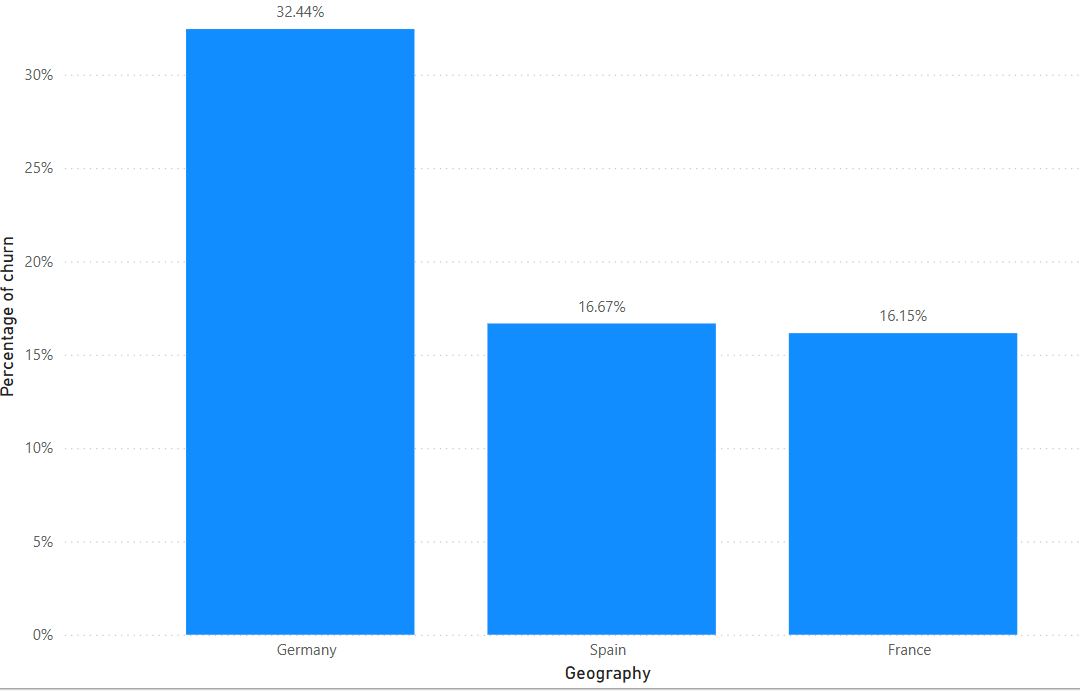 32.44%
30%
25%
20%
16.67%
16.15%
15%
10%
5%
0%
Percentage of churn
Germany
Spain
France
Geography